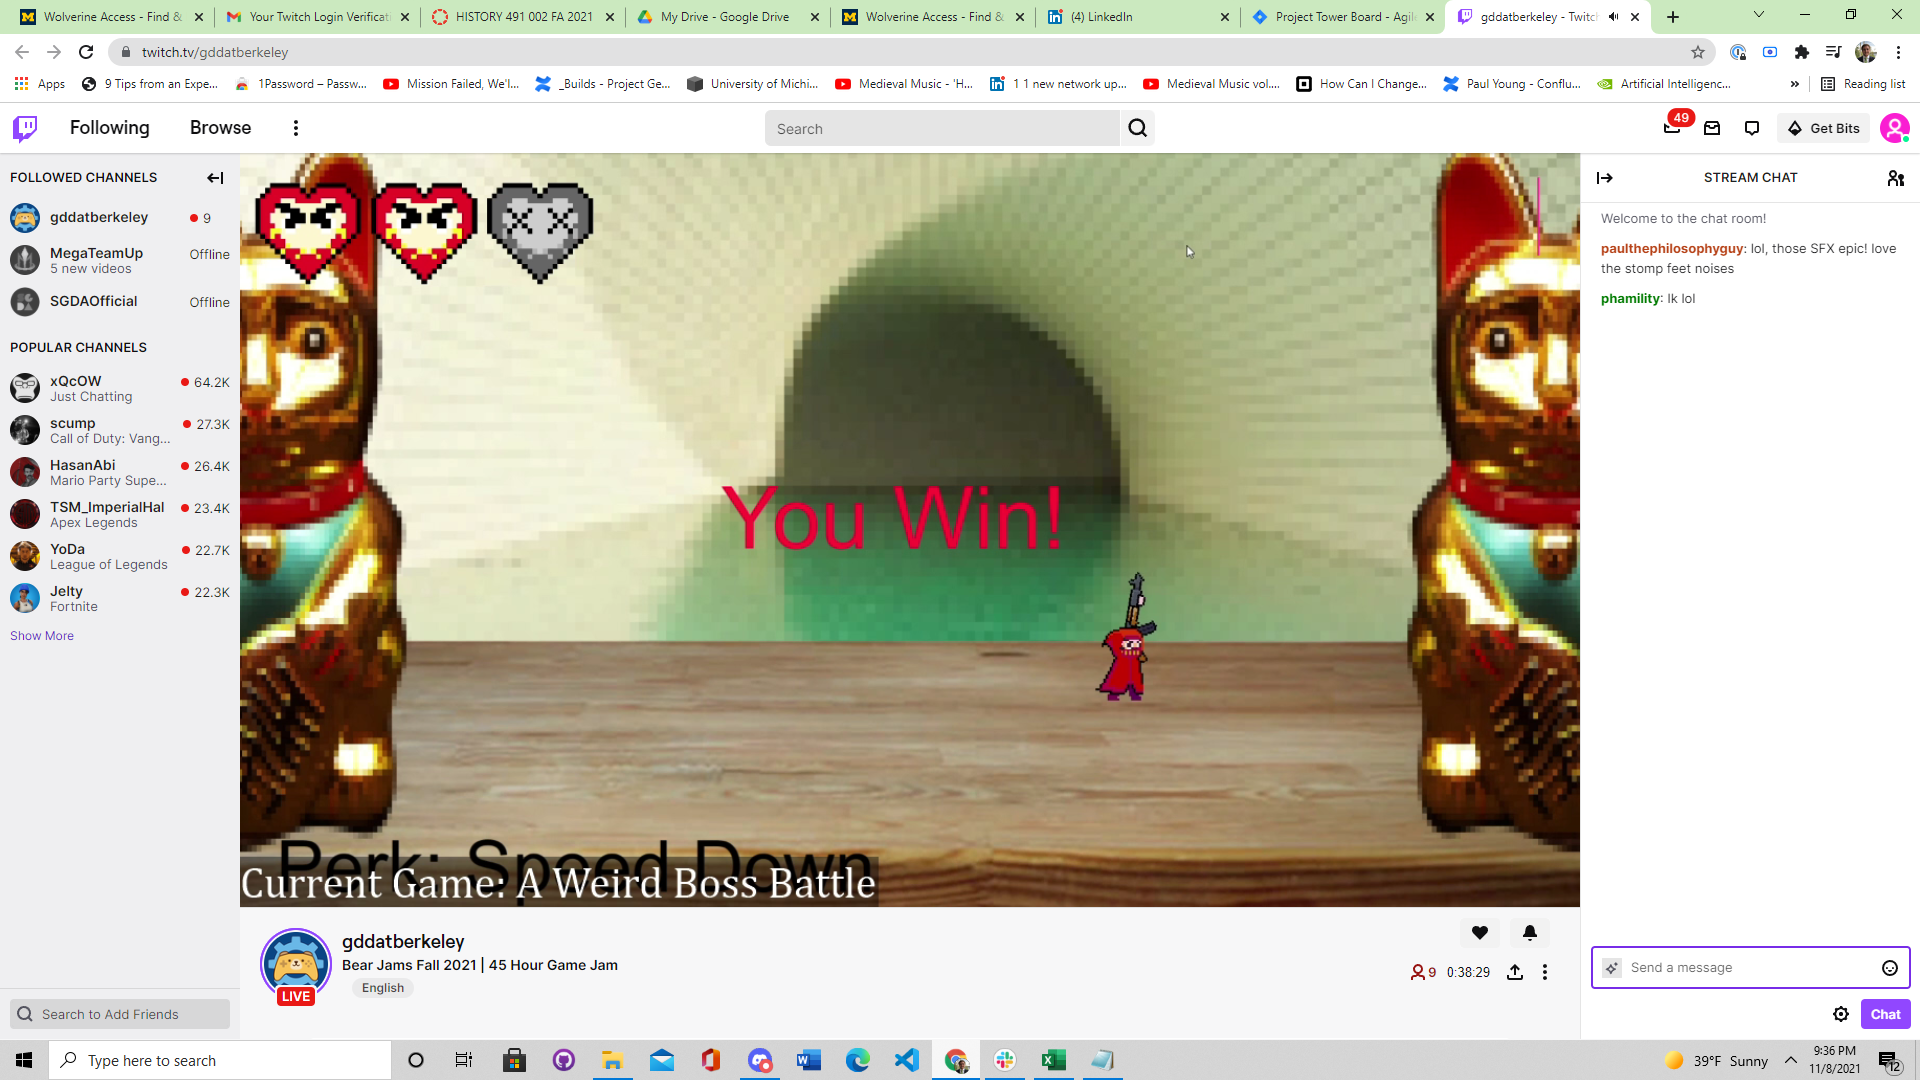 Wolverine Access - Find &
Your Twitch Login Verificati
HISTORY 491 002 FA 2021
My Drive - Google Drive
Wolverine Access - Find &
(4) LinkedIn
Project Tower Board - Agile
gddatberkeley - Twitch
twitch.tv/gddatberkeley
Apps
9 Tips from an Expe...
1Password – Passw...
Mission Failed, We'l...
_Builds - Project Ge...
University of Michi...
Medieval Music - 'H...
1 1 new network up...
Medieval Music vol....
How Can I Change...
Paul Young - Conflu...
Artificial Intelligenc...
»
Reading list
Following
Browse
Search
49
Get Bits
FOLLOWED CHANNELS
gddatberkeley
9
MegaTeamUp
Offline
5 new videos
SGDAOfficial
Offline
POPULAR CHANNELS
xQcOW
64.2K
Just Chatting
scump
27.3K
Call of Duty: Vang...
HasanAbi
26.4K
Mario Party Supe...
TSM_ImperialHal
23.4K
Apex Legends
YoDa
22.7K
League of Legends
Jelty
22.3K
Fortnite
Show More
Search to Add Friends
You Win!
Perk: Speed Down
Current Game: A Weird Boss Battle
gddatberkeley
Bear Jams Fall 2021 | 45 Hour Game Jam
English
LIVE
9
0:38:29
STREAM CHAT
Welcome to the chat room!
paulthephilosophyguy: lol, those SFX epic! love
the stomp feet noises
phamility: Ik lol
Send a message
Chat
Type here to search
39°F Sunny
9:36 PM
11/8/2021
12